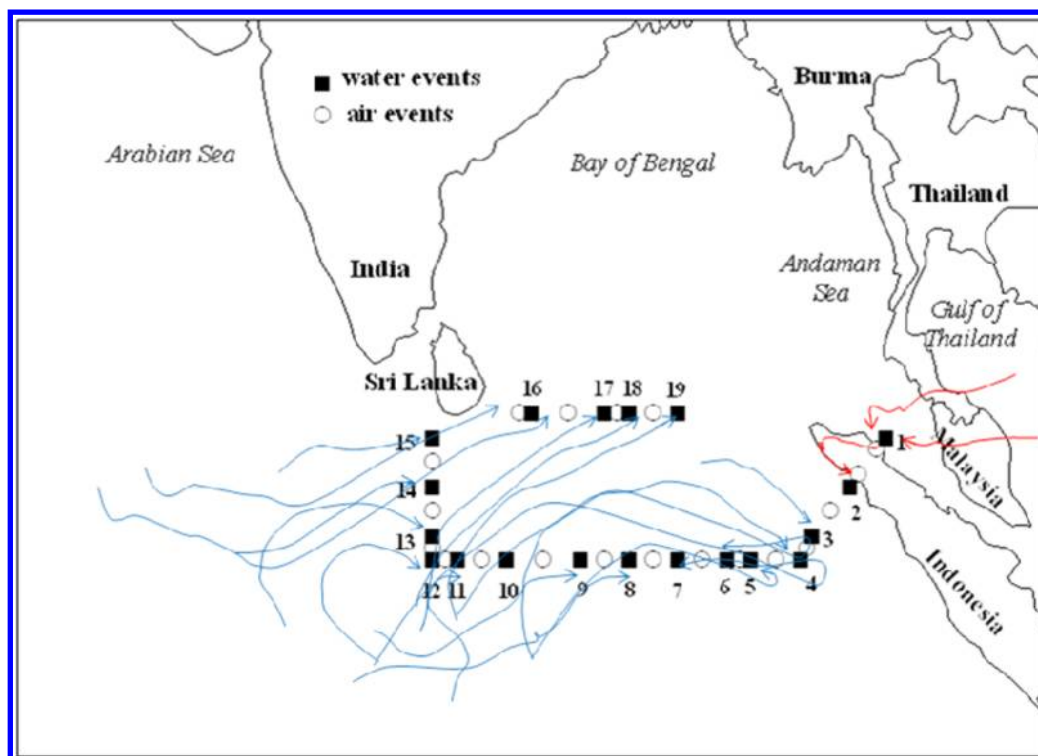 water events
air events
Burma
Arabian Sea
Bay of Bengal
Thailand
India
Andaman
Sea
Gulf of
Thailand
Sri Lanka
16
17
18
19
15
1
Malaysia
14
2
13
3
12
11
10
9
8
7
6
5
4
Indonesia